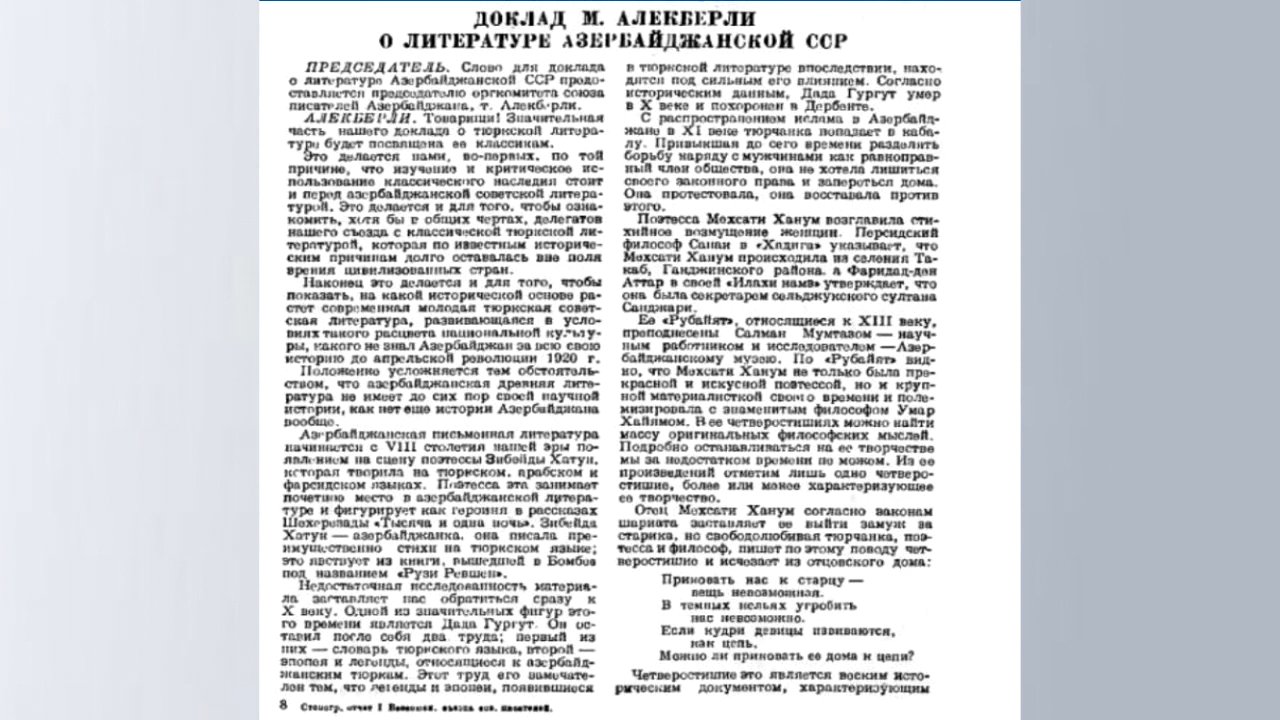 ДОКЛАД М. АЛЕКБЕРЛИ
О ЛИТЕРАТУРЕ АЗЕРБАЙДЖАНСКОЙ ССР
ПРЕДСЕДАТЕЛЬ. Слово для доклада
о литературе Азербайджанской ССР предо-
ставляется председателю оргкомитета союза
писателей Азербайджана, т. Алекберли.
АЛЕКБЕРЛИ. Товарищи! Значительная
часть нашего доклада о тюркской литера-
туре будет посвящена ее классикам.
Это делается нами, во-первых, по той
причине, что изучение и критическое ис-
пользование классического наследия стоит
и перед азербайджанской советской литера-
турой. Это делается и для того, чтобы озна-
комить, хотя бы в общих чертах, делегатов
нашего съезда с классической тюркской ли-
тературой, которая по известным историче-
ским причинам долго оставалась вне поля
зрения цивилизованных стран.
Наконец это делается и для того, чтобы
показать, на какой исторической основе ра-
стет современная молодая тюркская совет-
ская литература, развивающаяся в усло-
виях такого расцвета национальной культу-
ры, какого не знал Азербайджан за всю свою
историю до апрельской революции 1920 г.
Положение усложняется тем обстоятель-
ством, что азербайджанская древняя лите-
ратура не имеет до сих пор своей научной
истории, как нет еще истории Азербайджана
вообще.
Азербайджанская письменная литература
начинается с VIII столетия нашей эры по-
явлением на сцену поэтессы Зибейды Хатун,
которая творила на тюркском, арабском и
фарсидском языках. Поэтесса эта занимает
почетное место в азербайджанской литера-
туре и фигурирует как героиня в рассказах
Шехерезады «Тысяча и одна ночь». Зибейда
Хатун — азербайджанка, она писала пре-
имущественно стихи на тюркском языке;
это явствует из книги, вышедшей в Бомбее
под названием «Рузи Ревшен».
Недостаточная исследованность материа-
ла заставляет нас обратиться сразу к
X веку. Одной из значительных фигур это-
го времени является Дада Гургут. Он ос-
тавил после себя два труда; первый из
них — словарь тюркского языка, второй —
эпопея и легенды, относящиеся к азербайд-
жанским тюркам. Этот труд его замечате-
лен тем, что легенды и эпопеи, появившиеся
в тюркской литературе впоследствии, нахо-
дятся под сильным его влиянием. Согласно
историческим данным, Дада Гургут умер
в X веке и похоронен в Дербенте.
С распространением ислама в Азербайд-
жане в XI веке тюрчанка попадает в каба-
лу. Привыкшая до сего времени разделять
борьбу наряду с мужчинами как равноправ-
ный член общества, она не хотела лишиться
своего законного права и запереться дома.
Она протестовала, она восставала против
этого.
Поэтесса Мехсати Ханум возглавила сти-
хийное возмущение женщин. Персидский
философ Санаи в «Хадига» указывает, что
Мехсати Ханум происходила из селения Та-
каб, Ганджинского района, а Фаридад-ден
Аттар в своей «Илахи намэ» утверждает, что
она была секретарем сельджукского султана
Санджари.
Ее «Рубайят», относящиеся к XIII веку,
преподнесены Салман Мумтазом — науч-
ным работником и исследователем — Азер-
байджанскому музею. По «Рубайят» вид-
но, что Мехсати Ханум не только была пре-
красной и искусной поэтессой, но и круп-
ной материалисткой своего времени и поле-
мизировала с знаменитым философом Умар
Хайямом. В ее четверостишиях можно найти
массу оригинальных философских мыслей.
Подробно останавливаться на ее творчестве
мы за недостатком времени не можем. Из ее
произведений отметим лишь одно четверо-
стишие, более или менее характеризующее
ее творчество.
Отец Мехсати Ханум согласно законам
шариата заставляет ее выйти замуж за
старика, но свободолюбивая тюрчанка, поэ-
тесса и философ, пишет по этому поводу чет-
веростишие и исчезает из отцовского дома:
Приковать нас к старцу —
вещь невозможная.
В темных кельях угробить
нас невозможно.
Если кудри девицы извиваются,
как цепь,
Можно ли приковать ее дома к цепи?
Четверостишие это является веским исто-
рическим документом, характеризующим
8 Стеногр. отчет I Всесоюзн. съезда сов. писателей.